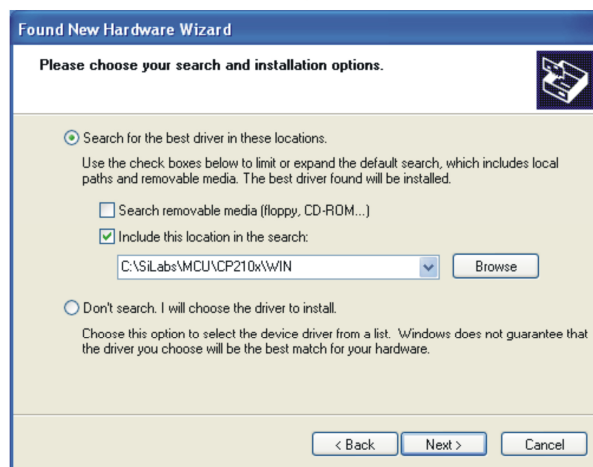 Found New Hardware Wizard
Please choose your search and installation options.
Search for the best driver in these locations.
Use the check boxes below to limit or expand the default search, which includes local
paths and removable media. The best driver found will be installed.
Search removable media (floppy, CD-ROM...)
Include this location in the search:
C:\SiLabs\MCU\CP210x\WIN
Browse
Don't search. I will choose the driver to install.
Choose this option to select the device driver from a list. Windows does not guarantee that
the driver you choose will be the best match for your hardware.
< Back
Next >
Cancel